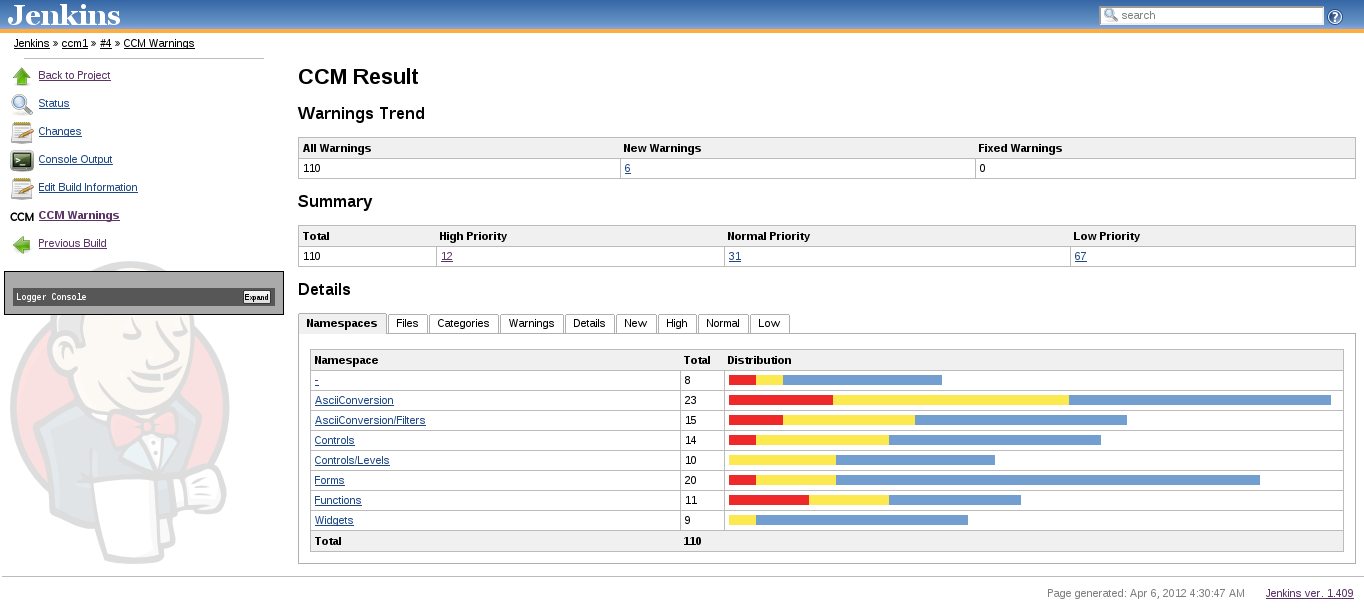 Jenkins
search
?
Jenkins » ccm1 » #4 » CCM Warnings
Back to Project
Status
Changes
Console Output
Edit Build Information
CCM CCM Warnings
Previous Build
Logger Console Expand
CCM Result
Warnings Trend
All Warnings New Warnings Fixed Warnings
110 6 0
Summary
Total High Priority Normal Priority Low Priority
110 12 31 67
Details
Namespaces Files Categories Warnings Details New High Normal Low
Namespace Total Distribution
- 8
AsciiConversion 23
AsciiConversion/Filters 15
Controls 14
Controls/Levels 10
Forms 20
Functions 11
Widgets 9
Total 110
Page generated: Apr 6, 2012 4:30:47 AM Jenkins ver. 1.409